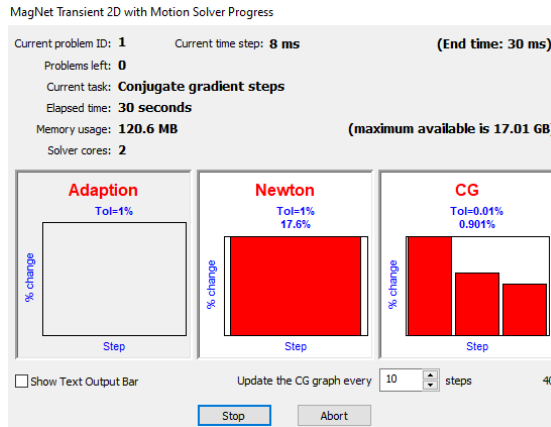 MagNet Transient 2D with Motion Solver Progress
Current problem ID: 1 Current time step: 8 ms (End time: 30 ms)
Problems left: 0
Current task: Conjugate gradient steps
Elapsed time: 30 seconds
Memory usage: 120.6 MB (maximum available is 17.01 GB)
Solver cores: 2
Adaption Newton CG
Tol=1% Tol=1% Tol=0.01%
17.6% 0.901%
% change % change % change
Step Step Step
Show Text Output Bar Update the CG graph every 10 steps 40
Stop Abort